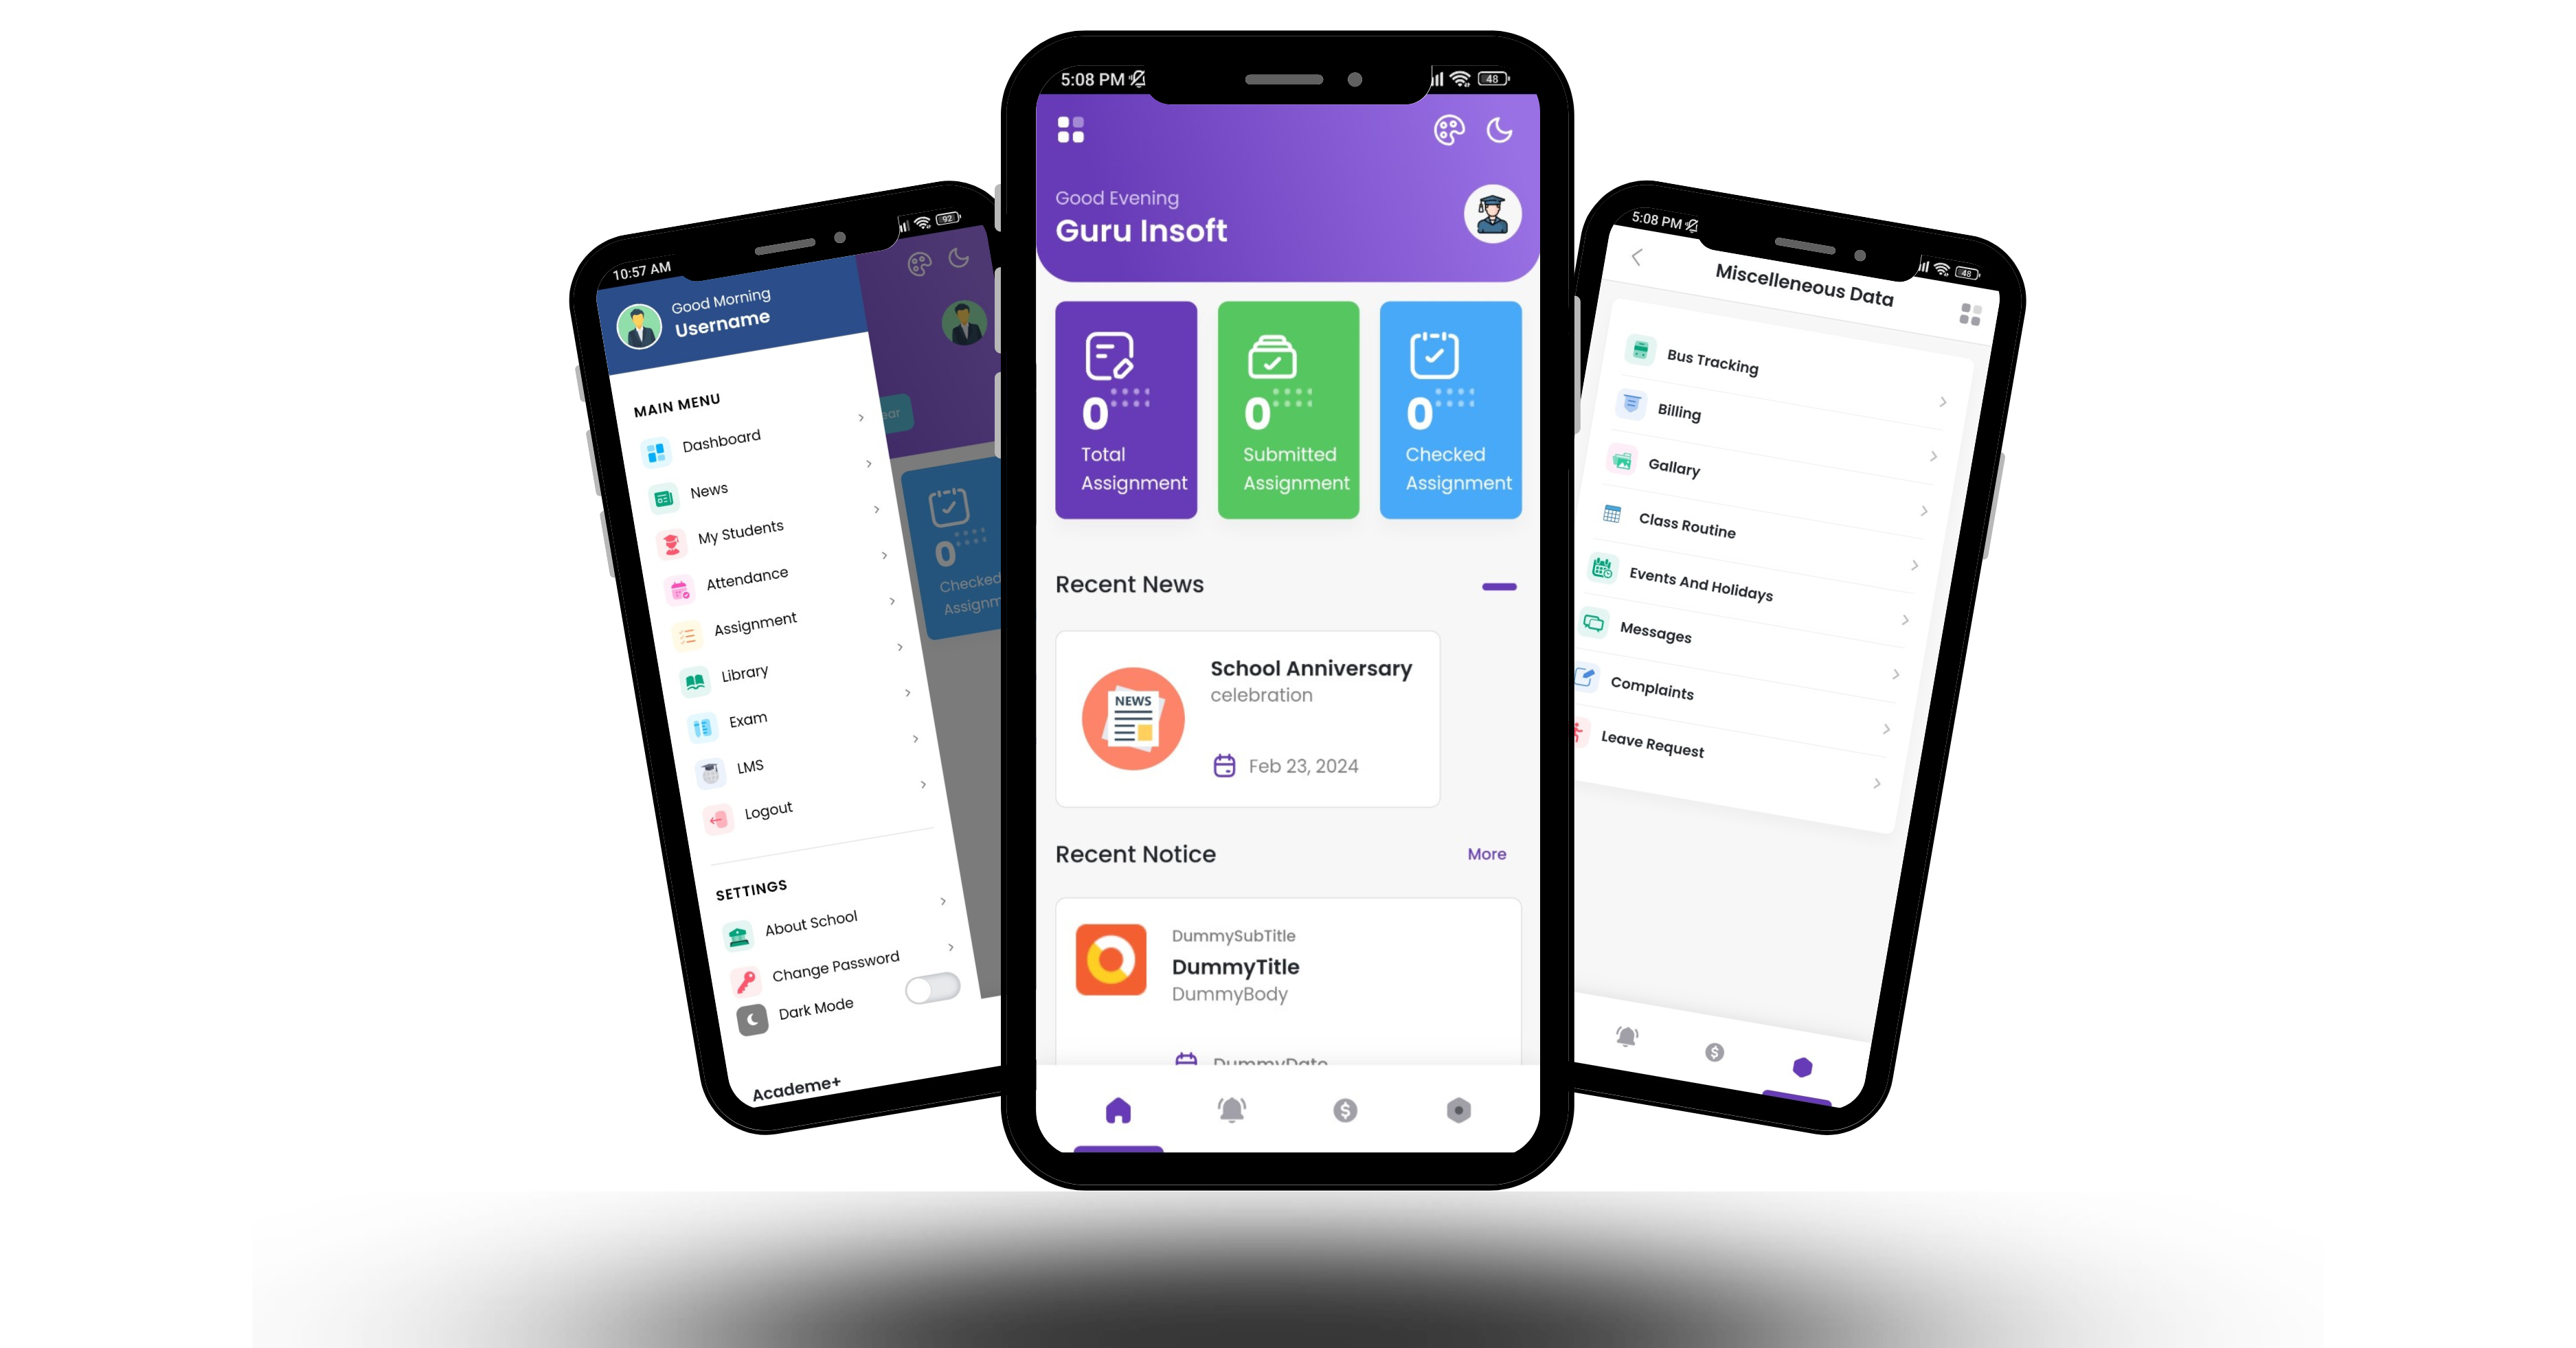 10:57 AM
92
Good Morning
Username
MAIN MENU
Dashboard
News
My Students
Attendance
Assignment
Library
Exam
LMS
Logout
SETTINGS
About School
Change Password
Dark Mode
Academe+
0
Checked
5:08 PM
48
Good Evening
Guru Insoft
0
Total
Assignment
0
Submitted
Assignment
0
Checked
Assignment
Recent News
NEWS
School Anniversary
celebration
Feb 23, 2024
Recent Notice
More
DummySubTitle
DummyTitle
DummyBody
DummyDate
5:08 PM
48
Miscelleneous Data
Bus Tracking
Billing
Gallary
Class Routine
Events And Holidays
Messages
Complaints
Leave Request